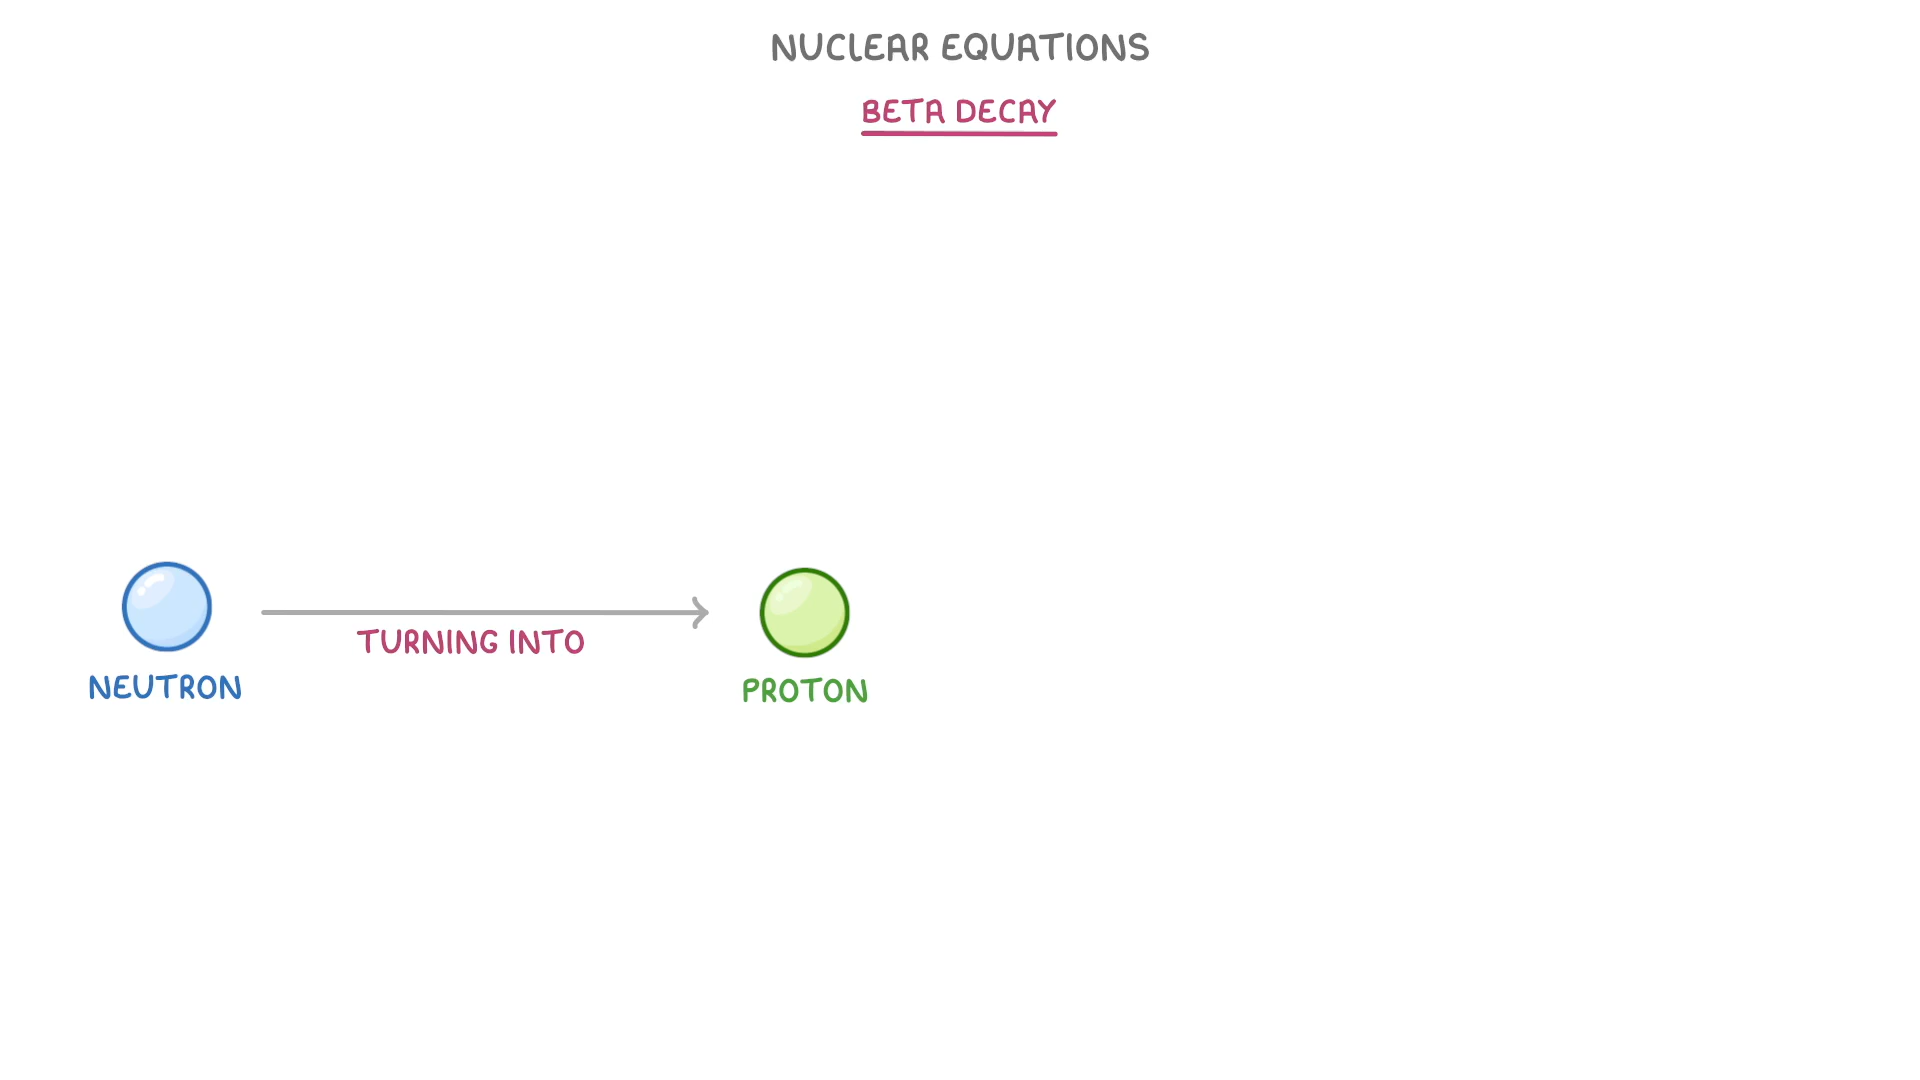 NUCLEAR EQUATIONS
BETA DECAY
TURNING INTO
NEUTRON
PROTON